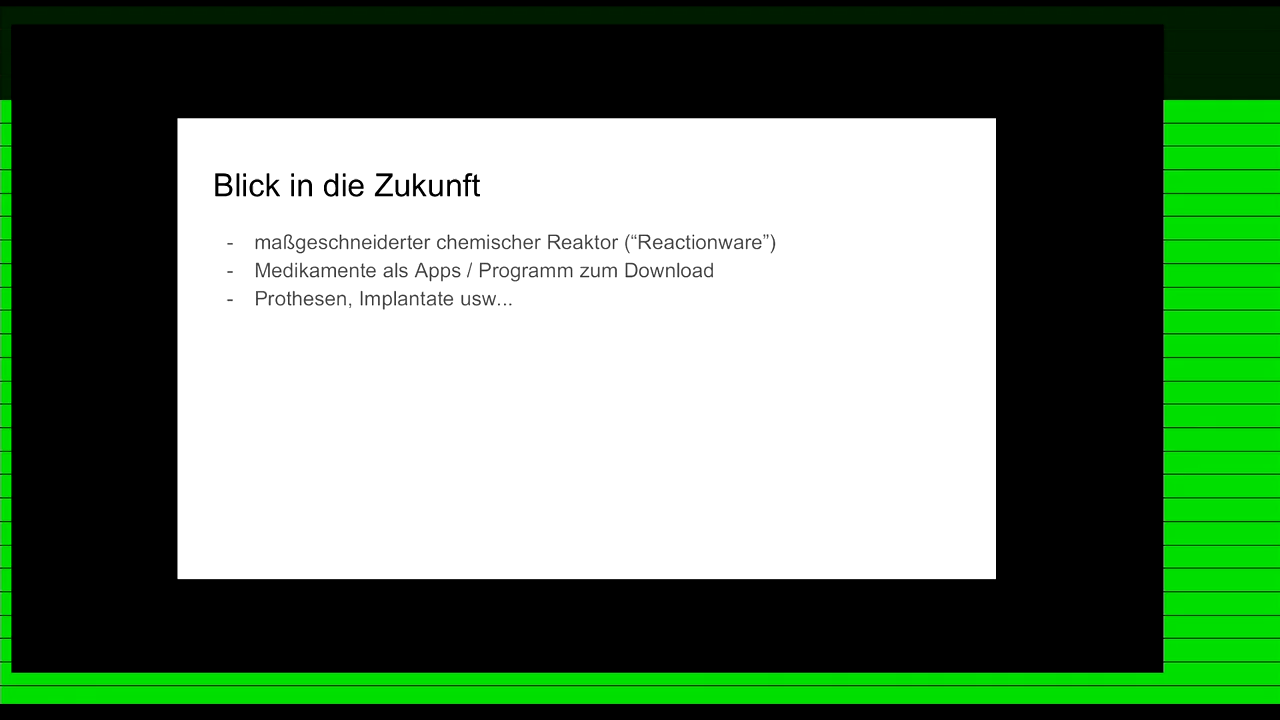 Blick in die Zukunft
- maßgeschneiderter chemischer Reaktor (“Reactionware”)
- Medikamente als Apps / Programm zum Download
- Prothesen, Implantate usw...